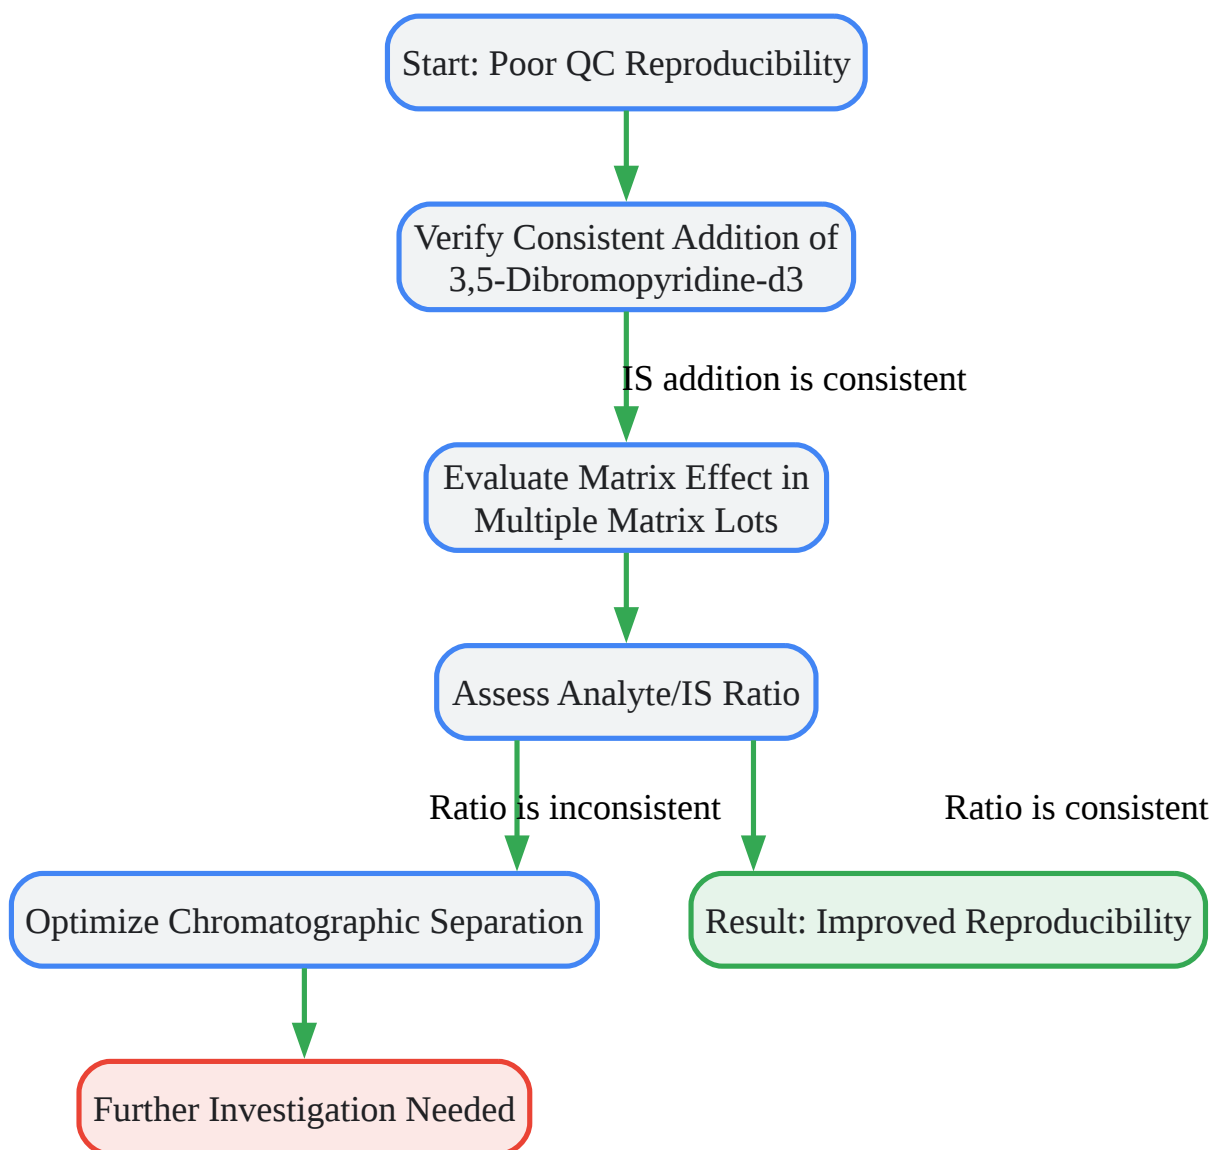 Start: Poor QC Reproducibility
Verify Consistent Addition of
3,5-Dibromopyridine-d3
IS addition is consistent
Evaluate Matrix Effect in
Multiple Matrix Lots
Assess Analyte/IS Ratio
Ratio is inconsistent
Ratio is consistent
Optimize Chromatographic Separation
Result: Improved Reproducibility
Further Investigation Needed